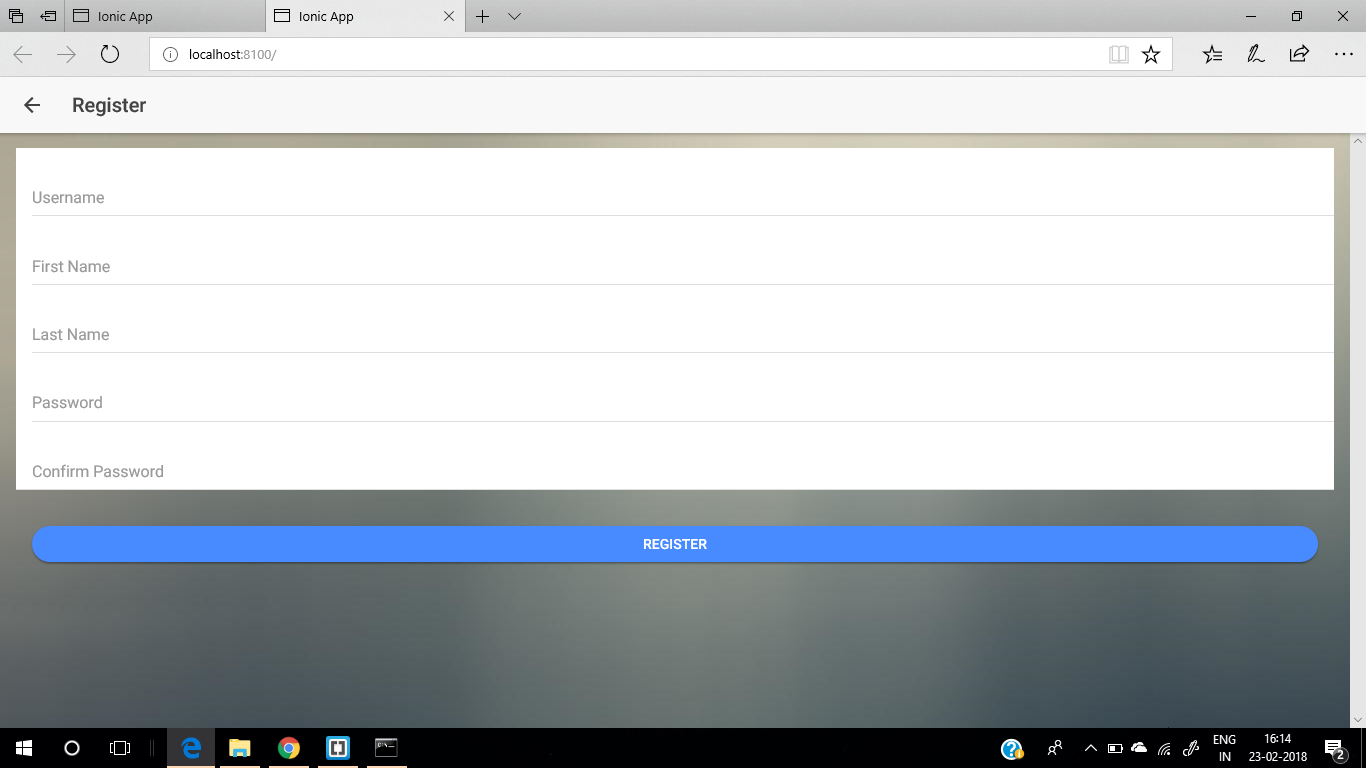 Ionic App
Ionic App
localhost:8100/
Register
Username
First Name
Last Name
Password
Confirm Password
REGISTER
ENG
IN
16:14
23-02-2018
2